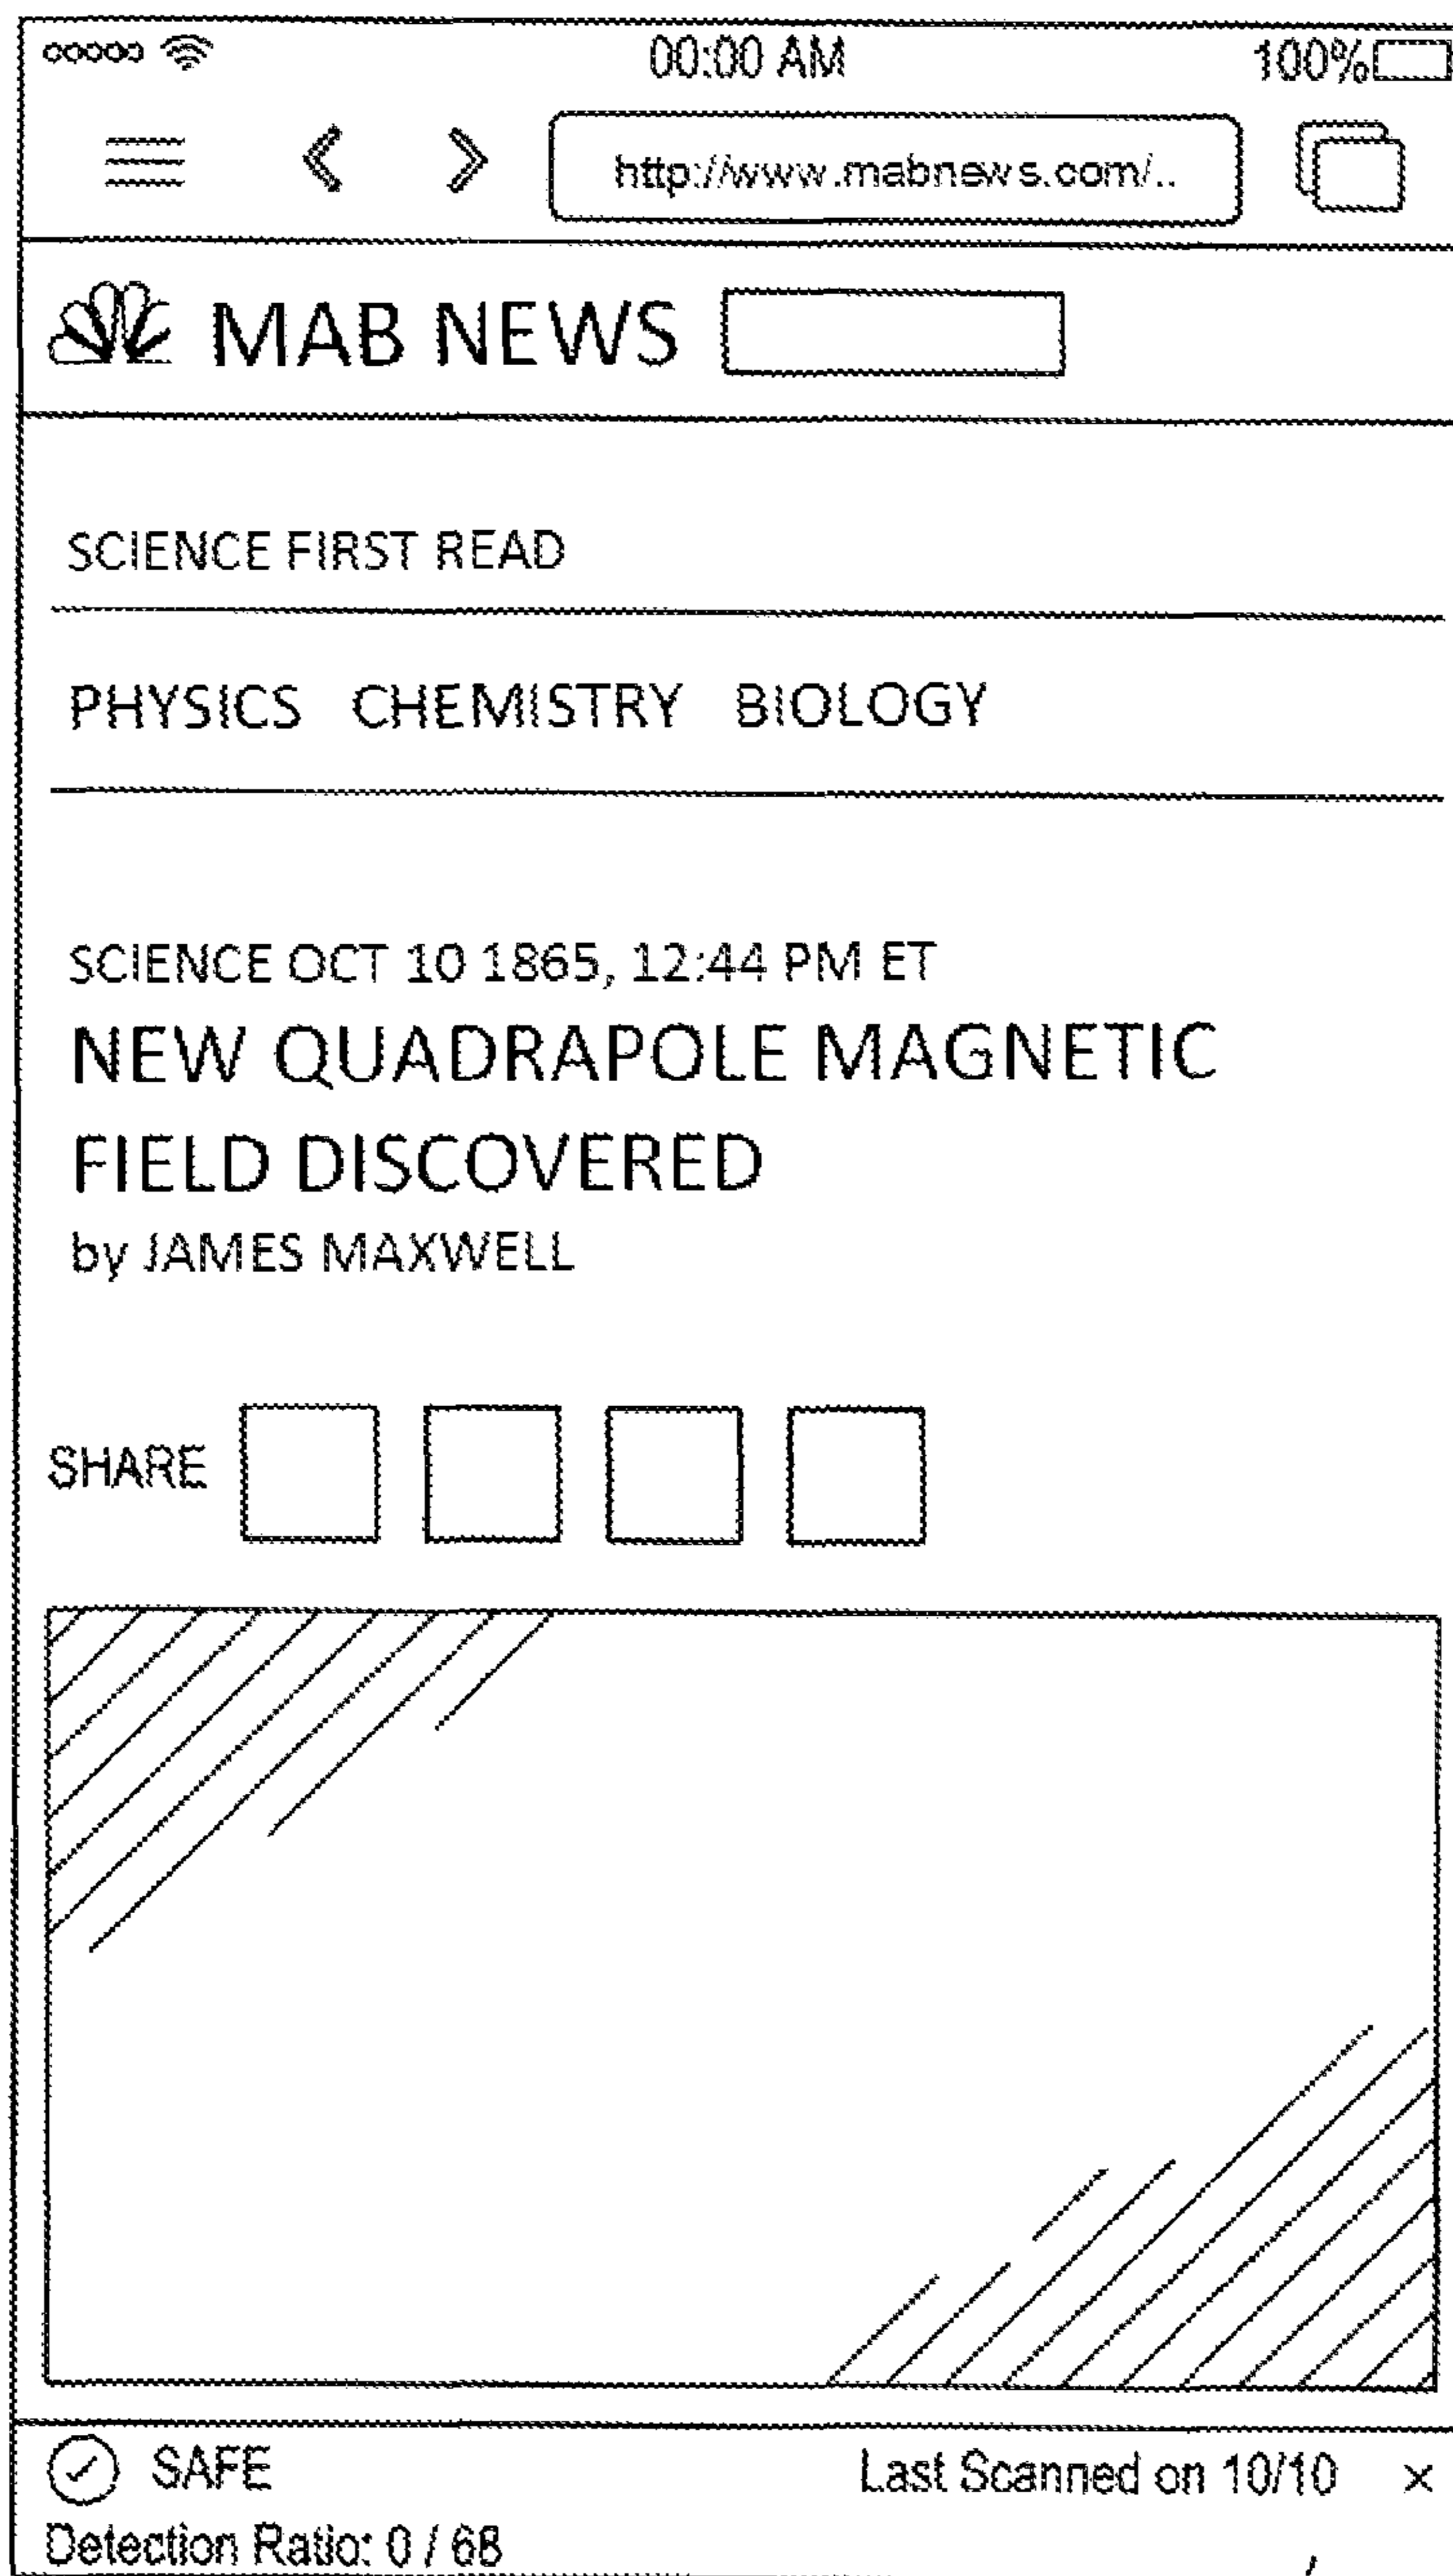 00:00 AM 100%
http://www.mabnews.com/..
MAB NEWS
SCIENCE FIRST READ
PHYSICS CHEMISTRY BIOLOGY
SCIENCE OCT 10 1865, 12:44 PM ET
NEW QUADRAPOLE MAGNETIC
FIELD DISCOVERED
by JAMES MAXWELL
SHARE
SAFE Last Scanned on 10/10 ×
Detection Ratio: 0 / 68